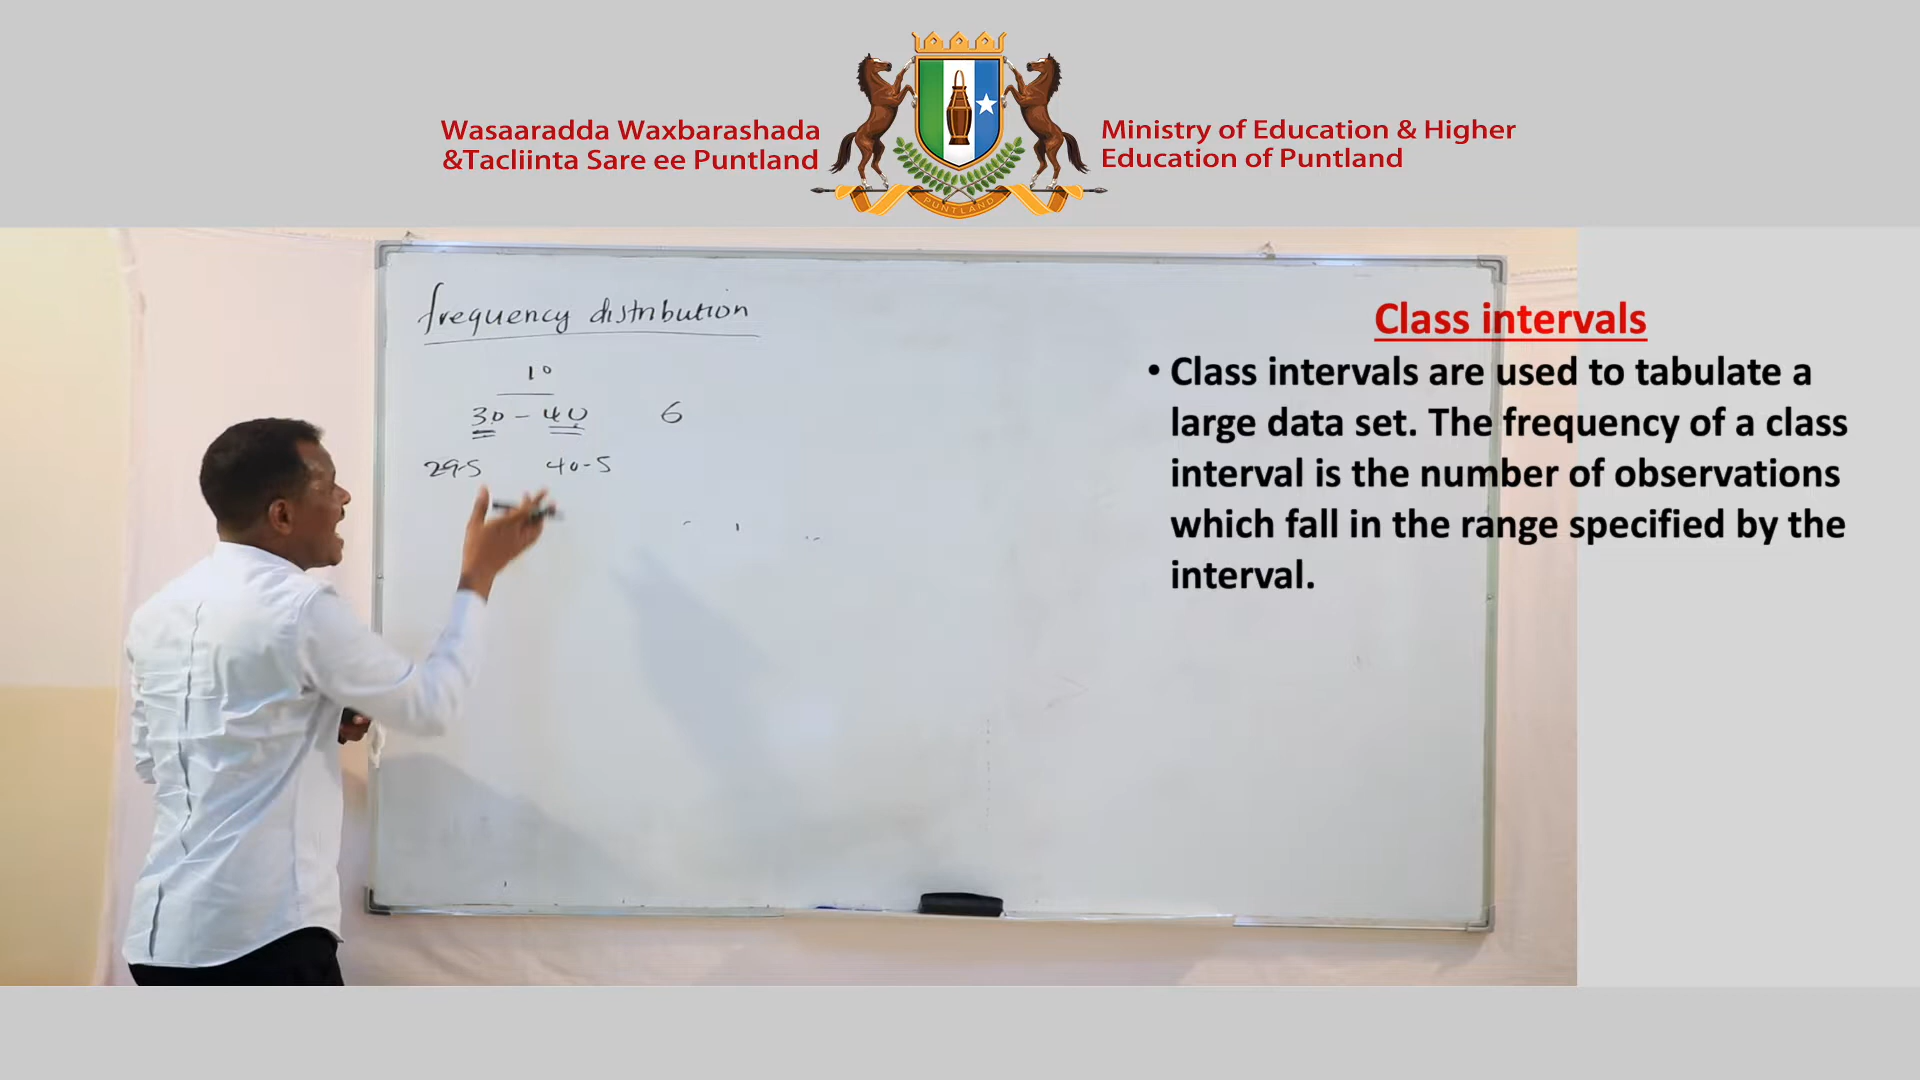 Wasaaradda Waxbarashada
&Tacliinta Sare ee Puntland
PUNTLAND
Ministry of Education & Higher
Education of Puntland
frequency distribution
10
30 - 40 6
29.5 40-5
Class intervals
• Class intervals are used to tabulate a
large data set. The frequency of a class
interval is the number of observations
which fall in the range specified by the
interval.